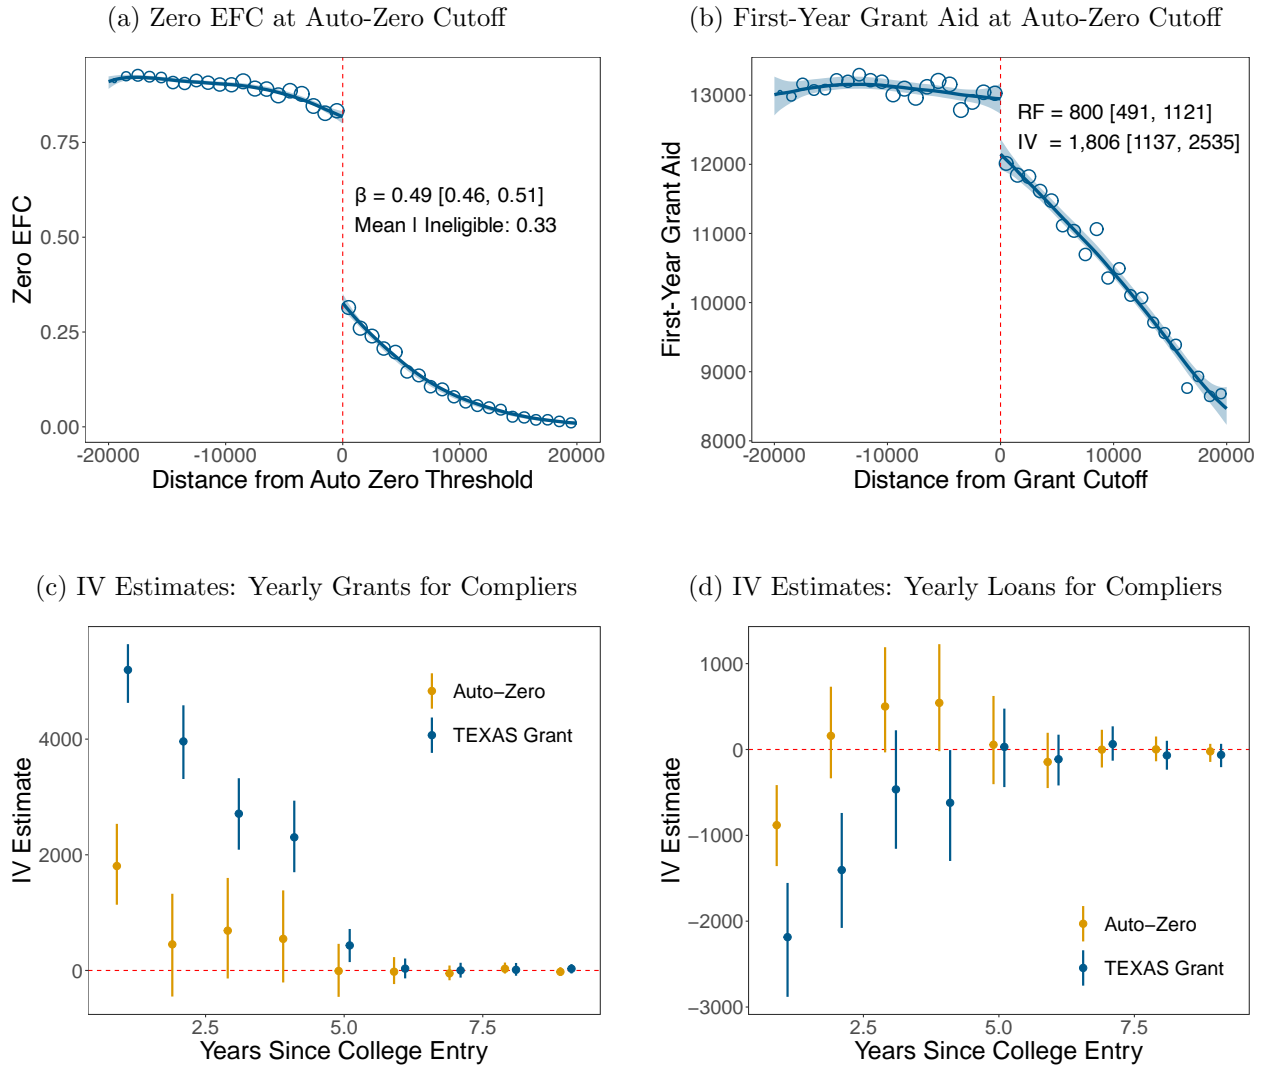 (a) Zero EFC at Auto-Zero Cutoff
Zero EFC
0.75
0.50
0.25
0.00
β = 0.49 [0.46, 0.51]
Mean | Ineligible: 0.33
-20000 -10000 0 10000 20000
Distance from Auto Zero Threshold
(b) First-Year Grant Aid at Auto-Zero Cutoff
First-Year Grant Aid
13000
12000
11000
10000
9000
8000
RF = 800 [491, 1121]
IV = 1,806 [1137, 2535]
-20000 -10000 0 10000 20000
Distance from Grant Cutoff
(c) IV Estimates: Yearly Grants for Compliers
IV Estimate
4000
2000
0
Auto−Zero
TEXAS Grant
2.5 5.0 7.5
Years Since College Entry
(d) IV Estimates: Yearly Loans for Compliers
IV Estimate
1000
0
−1000
−2000
−3000
Auto−Zero
TEXAS Grant
2.5 5.0 7.5
Years Since College Entry